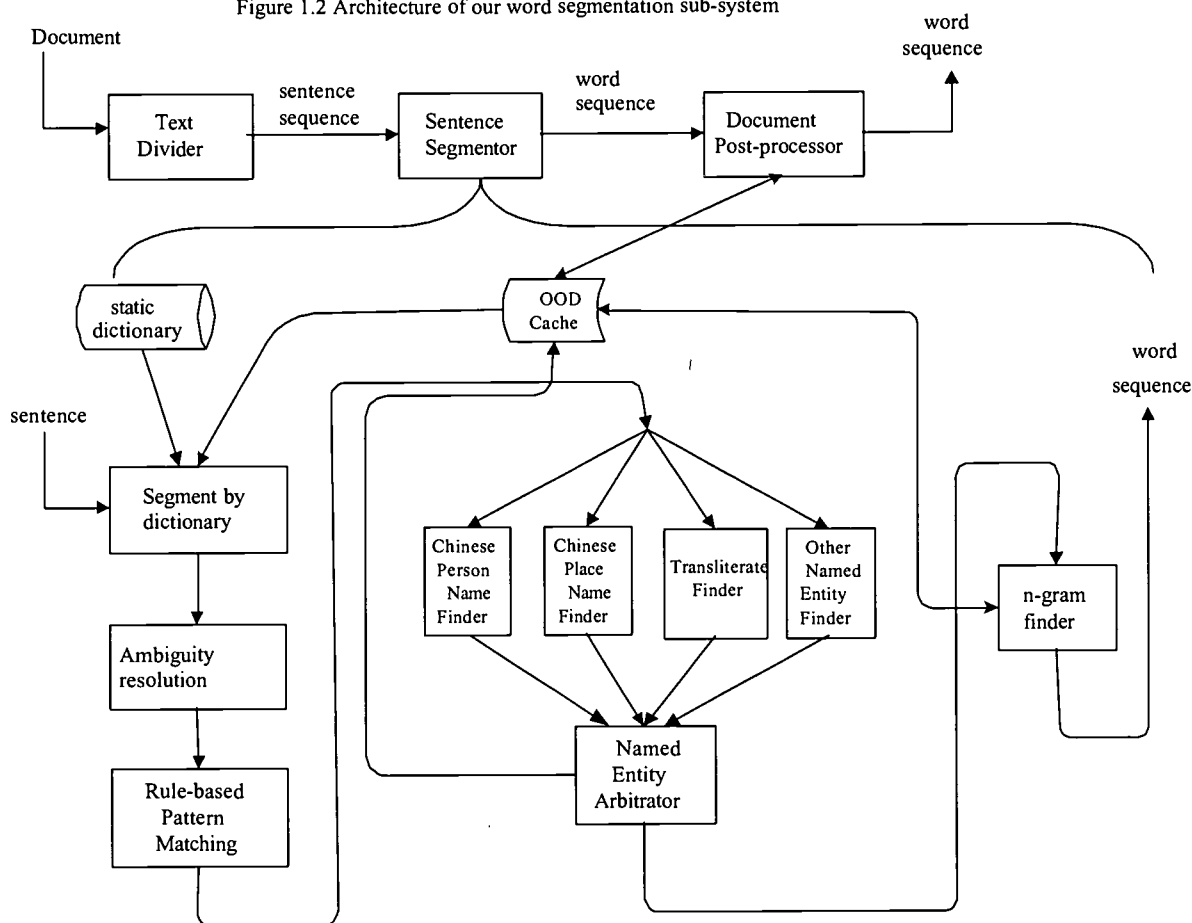 Figure 1.2 Architecture of our word segmentation sub-system
Document
word
sequence
sentence
sequence
word
sequence
Text
Divider
Sentence
Segmentor
Document
Post-processor
static
dictionary
OOD
Cache
word
sequence
sentence
Segment by
dictionary
Chinese
Person
Name
Finder
Chinese
Place
Name
Finder
Transliterate
Finder
Other
Named
Entity
Finder
n-gram
finder
Ambiguity
resolution
Named
Entity
Arbitrator
Rule-based
Pattern
Matching